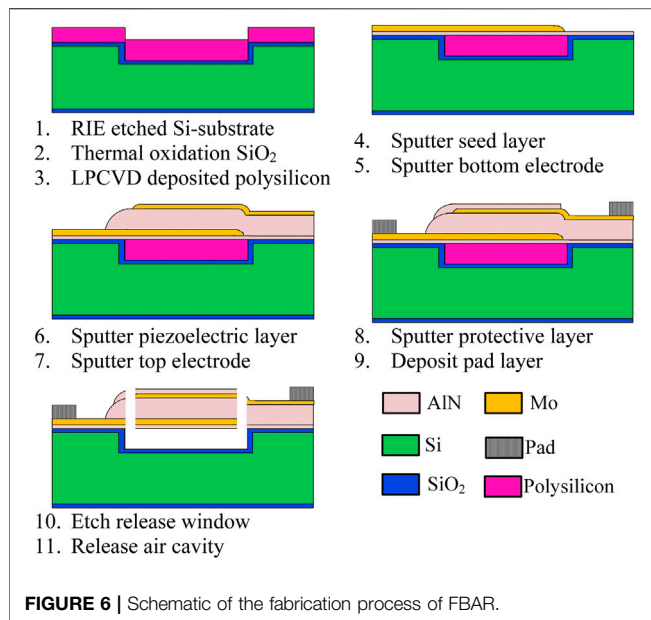 1. RIE etched Si-substrate
2. Thermal oxidation SiO₂
3. LPCVD deposited polysilicon
4. Sputter seed layer
5. Sputter bottom electrode
6. Sputter piezoelectric layer
7. Sputter top electrode
8. Sputter protective layer
9. Deposit pad layer
10. Etch release window
11. Release air cavity
AlN
Mo
Si
Pad
SiO₂
Polysilicon
FIGURE 6 | Schematic of the fabrication process of FBAR.